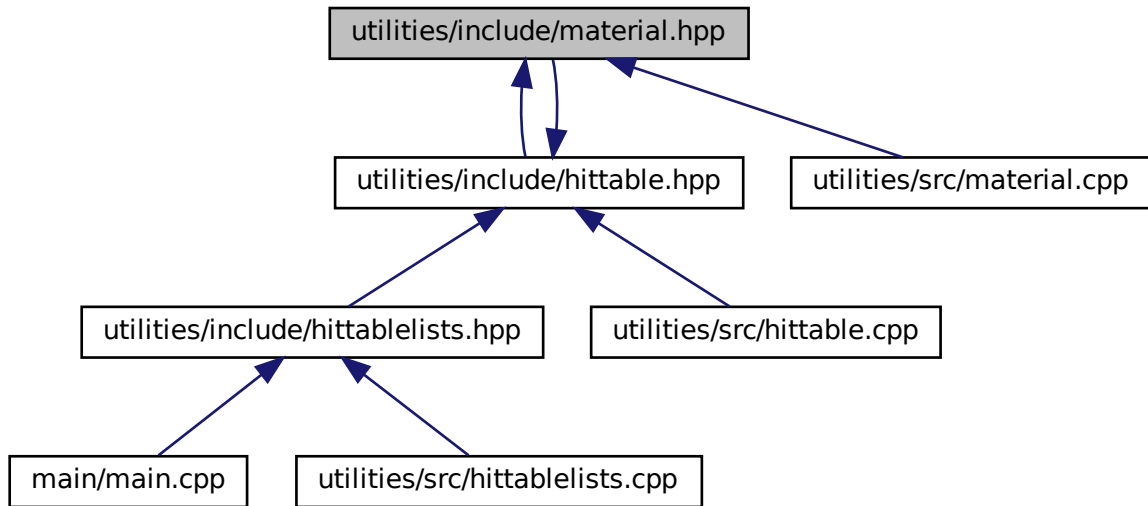 utilities/include/material.hpp
utilities/include/hittable.hpp
utilities/src/material.cpp
utilities/include/hittablelists.hpp
utilities/src/hittable.cpp
main/main.cpp
utilities/src/hittablelists.cpp